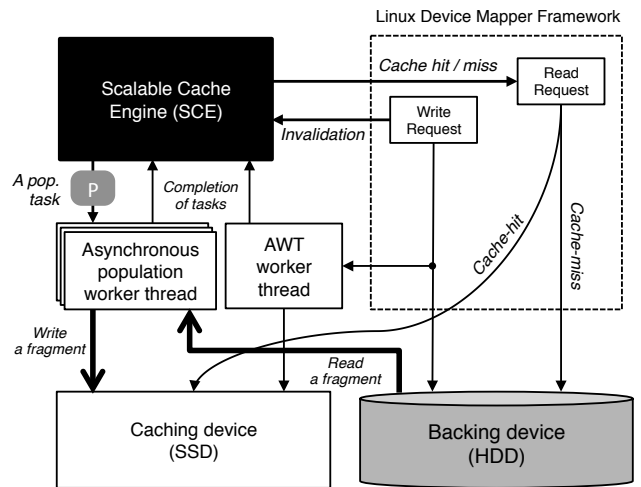 Linux Device Mapper Framework
Scalable Cache
Engine (SCE)
Cache hit / miss
Read
Request
Write
Request
Invalidation
A pop.
task
P
Completion
of tasks
Asynchronous
population
worker thread
AWT
worker
thread
Cache-hit
Cache-miss
Write
a fragment
Read
a fragment
Caching device
(SSD)
Backing device
(HDD)